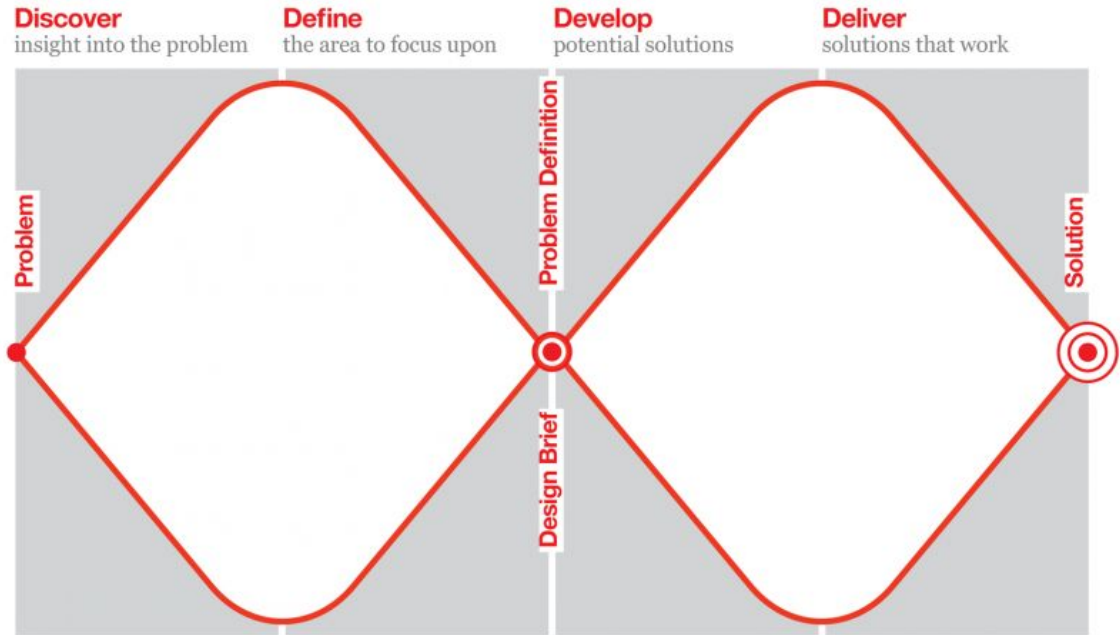 Discover
insight into the problem
Define
the area to focus upon
Develop
potential solutions
Deliver
solutions that work
Problem
Problem Definition
Design Brief
Solution